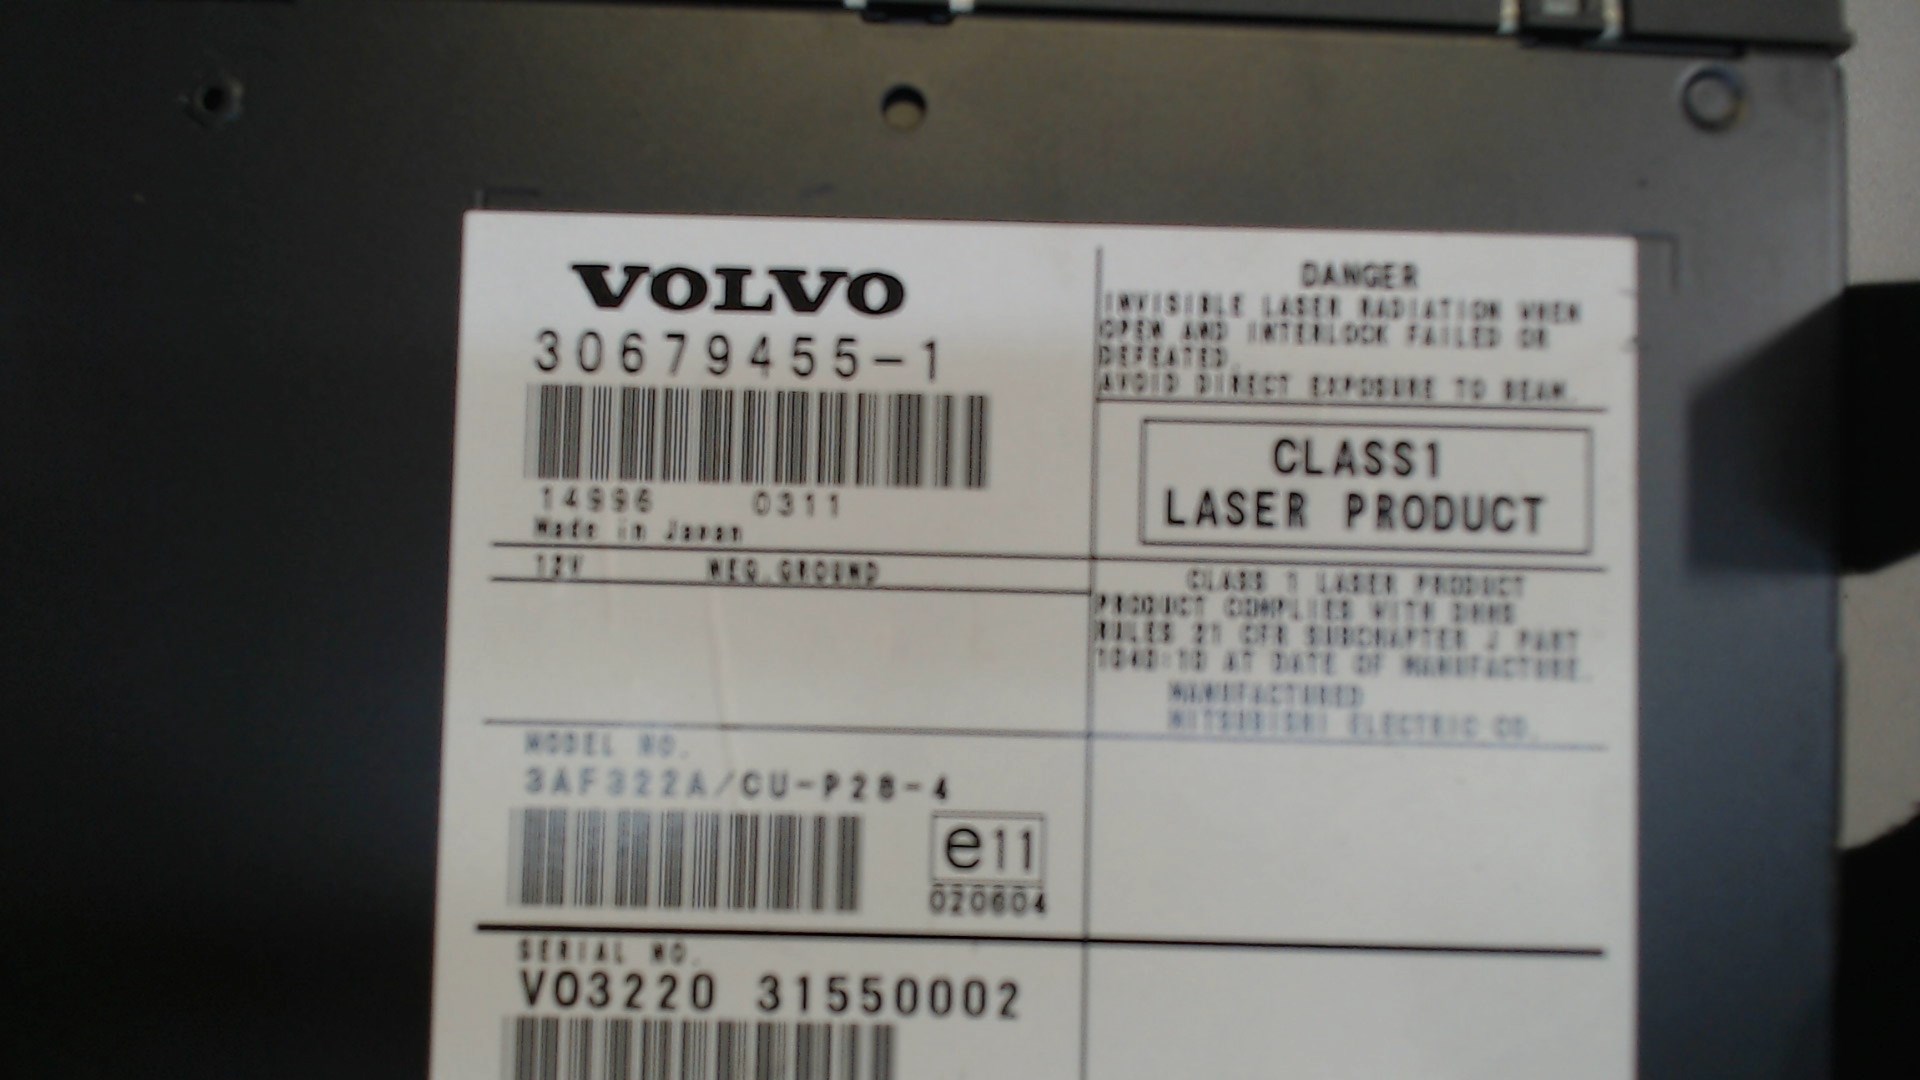 VOLVO
30679455-1
14996 0311
Made in Japan
12V NEG.GROUND
MODEL NO.
3AF322A/CU-P28-4
e11
020604
SERIAL NO.
VO3220 31550002
DANGER
INVISIBLE LASER RADIATION WHEN
OPEN AND INTERLOCK FAILED OR
DEFEATED.
AVOID DIRECT EXPOSURE TO BEAM.
CLASS1
LASER PRODUCT
CLASS 1 LASER PRODUCT
PRODUCT COMPLIES WITH DHHS
RULES 21 CFR SUBCHAPTER J PART
1040·10 AT DATE OF MANUFACTURE.
MANUFACTURED
MITSUBISHI ELECTRIC CO.